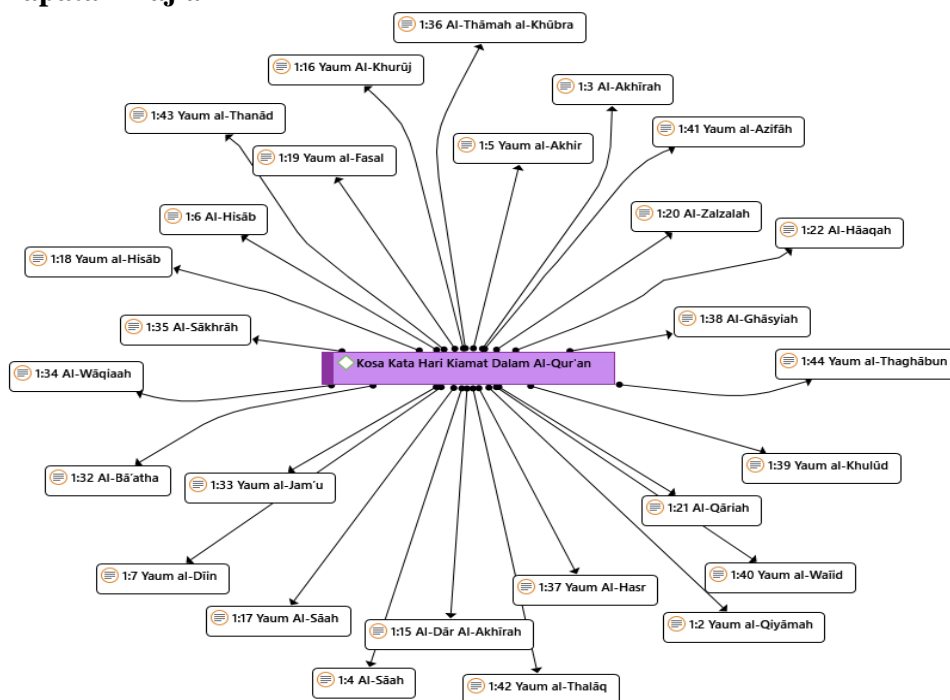 1:36 Al-Thāmah al-Khūbra
1:16 Yaum Al-Khurūj
1:3 Al-Akhīrah
1:43 Yaum al-Thanād
1:41 Yaum al-Azifāh
1:5 Yaum al-Akhir
1:19 Yaum al-Fasal
1:6 Al-Hisāb
1:20 Al-Zalzalah
1:22 Al-Hāaqah
1:18 Yaum al-Hisāb
1:35 Al-Sākhrāh
1:38 Al-Ghāsyiah
Kosa Kata Hari Kiamat Dalam Al-Qur'an
1:44 Yaum al-Thaghābun
1:34 Al-Wāqiaah
1:32 Al-Bā'atha
1:33 Yaum al-Jam'u
1:39 Yaum al-Khulūd
1:21 Al-Qāriah
1:7 Yaum al-Dīin
1:40 Yaum al-Waīid
1:37 Yaum Al-Hasr
1:17 Yaum Al-Sāah
1:15 Al-Dār Al-Akhīrah
1:2 Yaum al-Qiyāmah
1:4 Al-Sāah
1:42 Yaum al-Thalāq